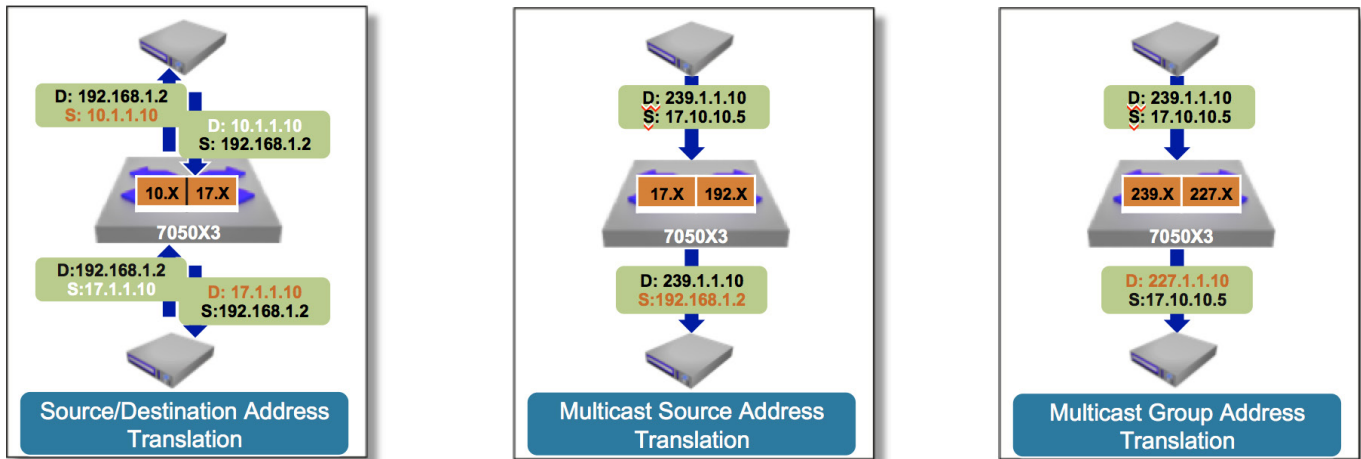 D: 192.168.1.2
S: 10.1.1.10
D: 10.1.1.10
S: 192.168.1.2
10.X 17.X
7050X3
D:192.168.1.2
S:17.1.1.10
D: 17.1.1.10
S:192.168.1.2
Source/Destination Address
Translation
D: 239.1.1.10
S: 17.10.10.5
17.X 192.X
7050X3
D: 239.1.1.10
S:192.168.1.2
Multicast Source Address
Translation
D: 239.1.1.10
S: 17.10.10.5
239.X 227.X
7050X3
D: 227.1.1.10
S:17.10.10.5
Multicast Group Address
Translation